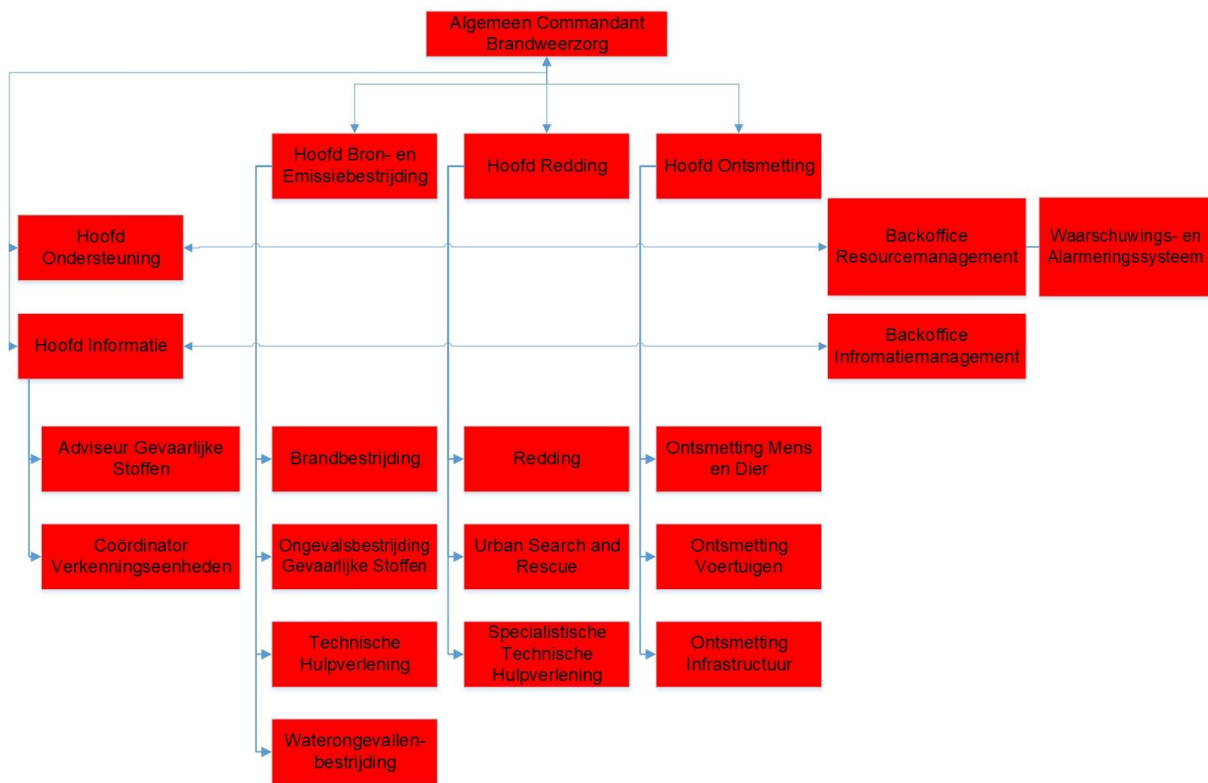 Algemeen Commandant
Brandweerzorg
Hoofd Bron- en
Emissiebestrijding
Hoofd Redding
Hoofd Ontsmetting
Hoofd
Ondersteuning
Backoffice
Resourcemanagement
Waarschuwings- en
Alarmeringssysteem
Hoofd Informatie
Backoffice
Infromatiemanagement
Adviseur Gevaarlijke
Stoffen
Brandbestrijding
Redding
Ontsmetting Mens
en Dier
Coördinator
Verkenningseenheden
Ongevalsbestrijding
Gevaarlijke Stoffen
Urban Search and
Rescue
Ontsmetting
Voertuigen
Technische
Hulpverlening
Specialistische
Technische
Hulpverlening
Ontsmetting
Infrastructuur
Waterongevallen-
bestrijding